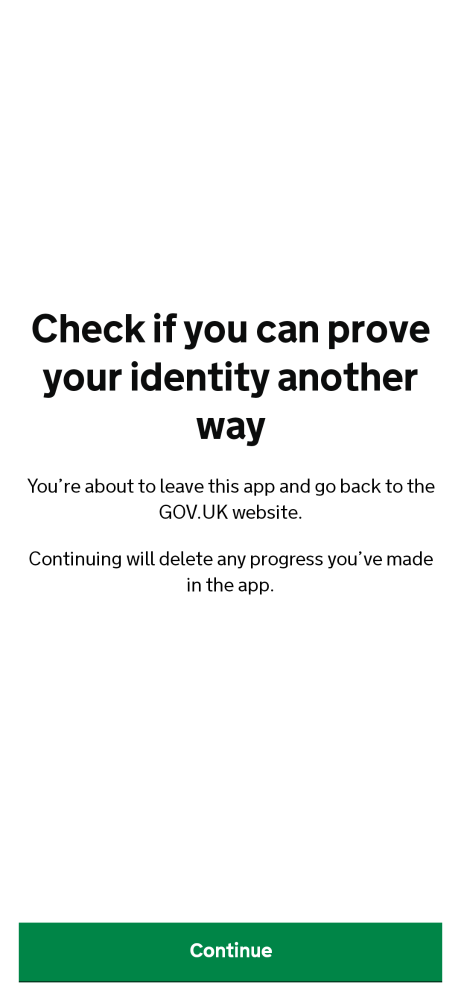 Check if you can prove
your identity another
way
You’re about to leave this app and go back to the
GOV.UK website.
Continuing will delete any progress you’ve made
in the app.
Continue